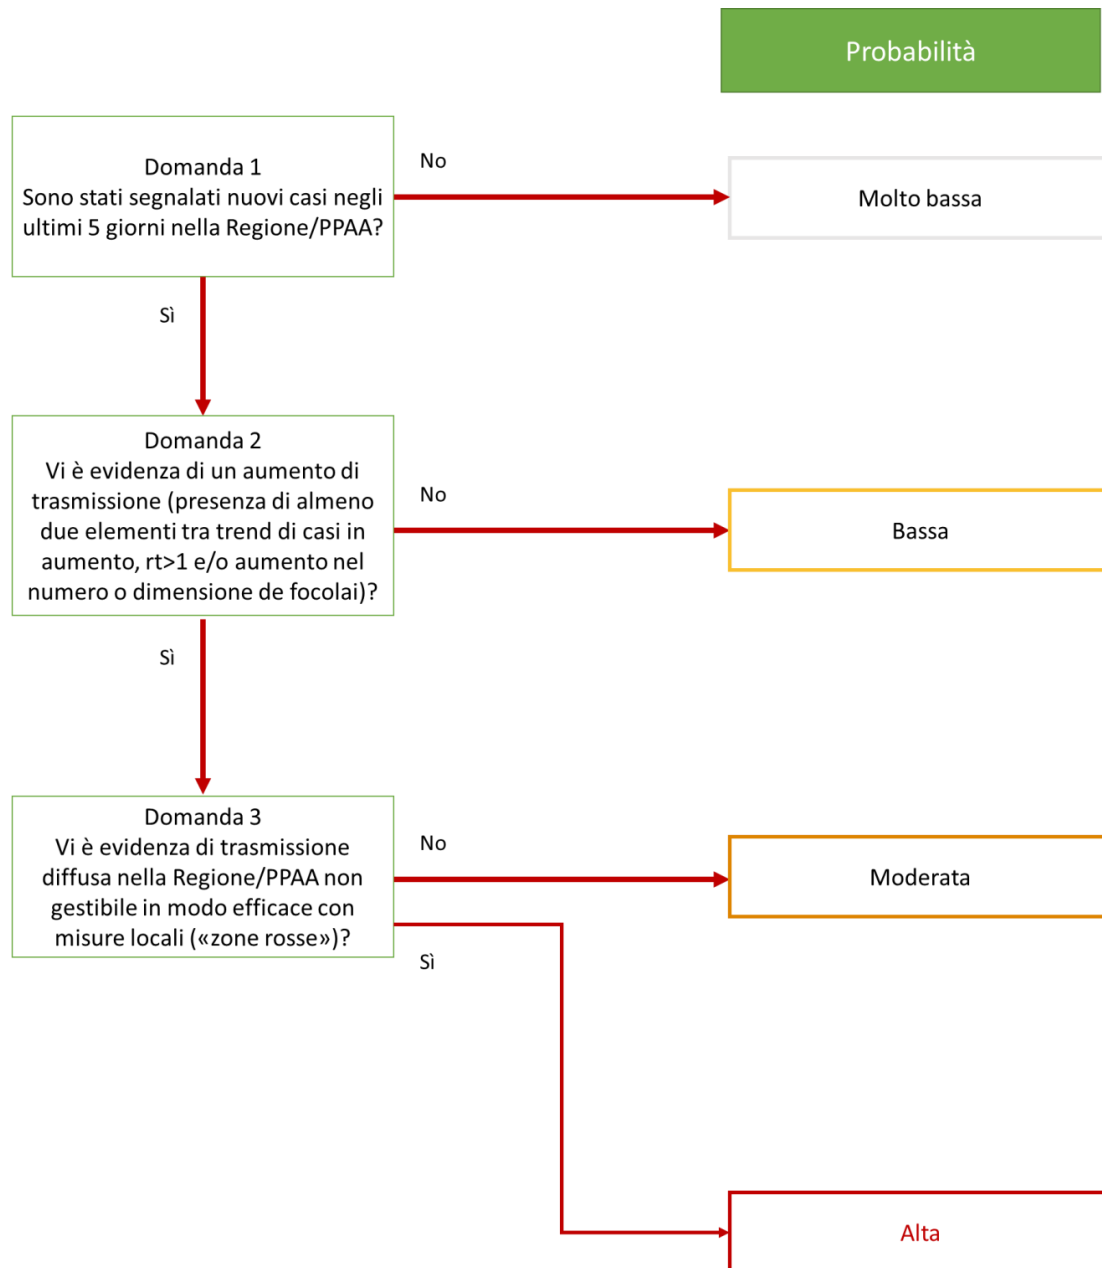 Probabilità
Domanda 1
Sono stati segnalati nuovi casi negli
ultimi 5 giorni nella Regione/PPAA?
No
Molto bassa
Sì
Domanda 2
Vi è evidenza di un aumento di
trasmissione (presenza di almeno
due elementi tra trend di casi in
aumento, rt>1 e/o aumento nel
numero o dimensione de focolai)?
No
Bassa
Sì
Domanda 3
Vi è evidenza di trasmissione
diffusa nella Regione/PPAA non
gestibile in modo efficace con
misure locali («zone rosse»)?
No
Moderata
Sì
Alta